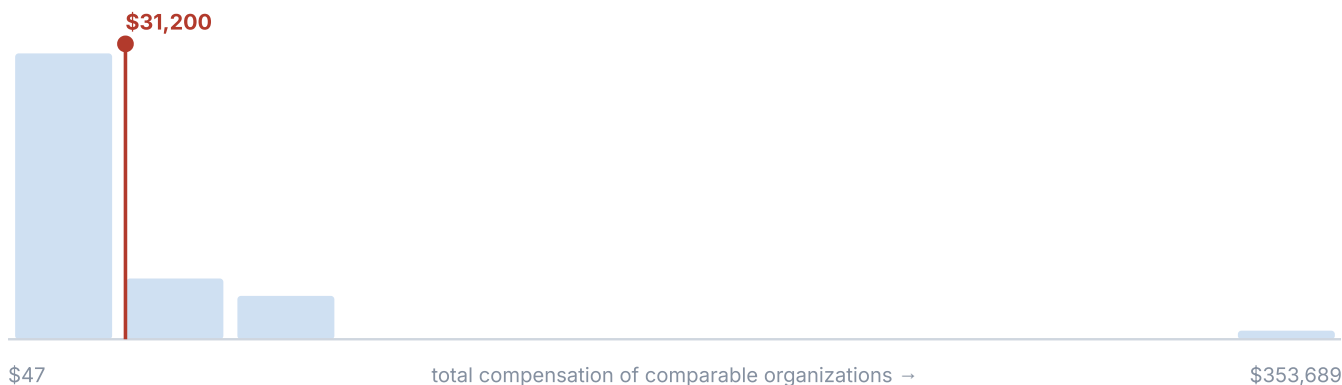 $31,200
$47 total compensation of comparable organizations → $353,689